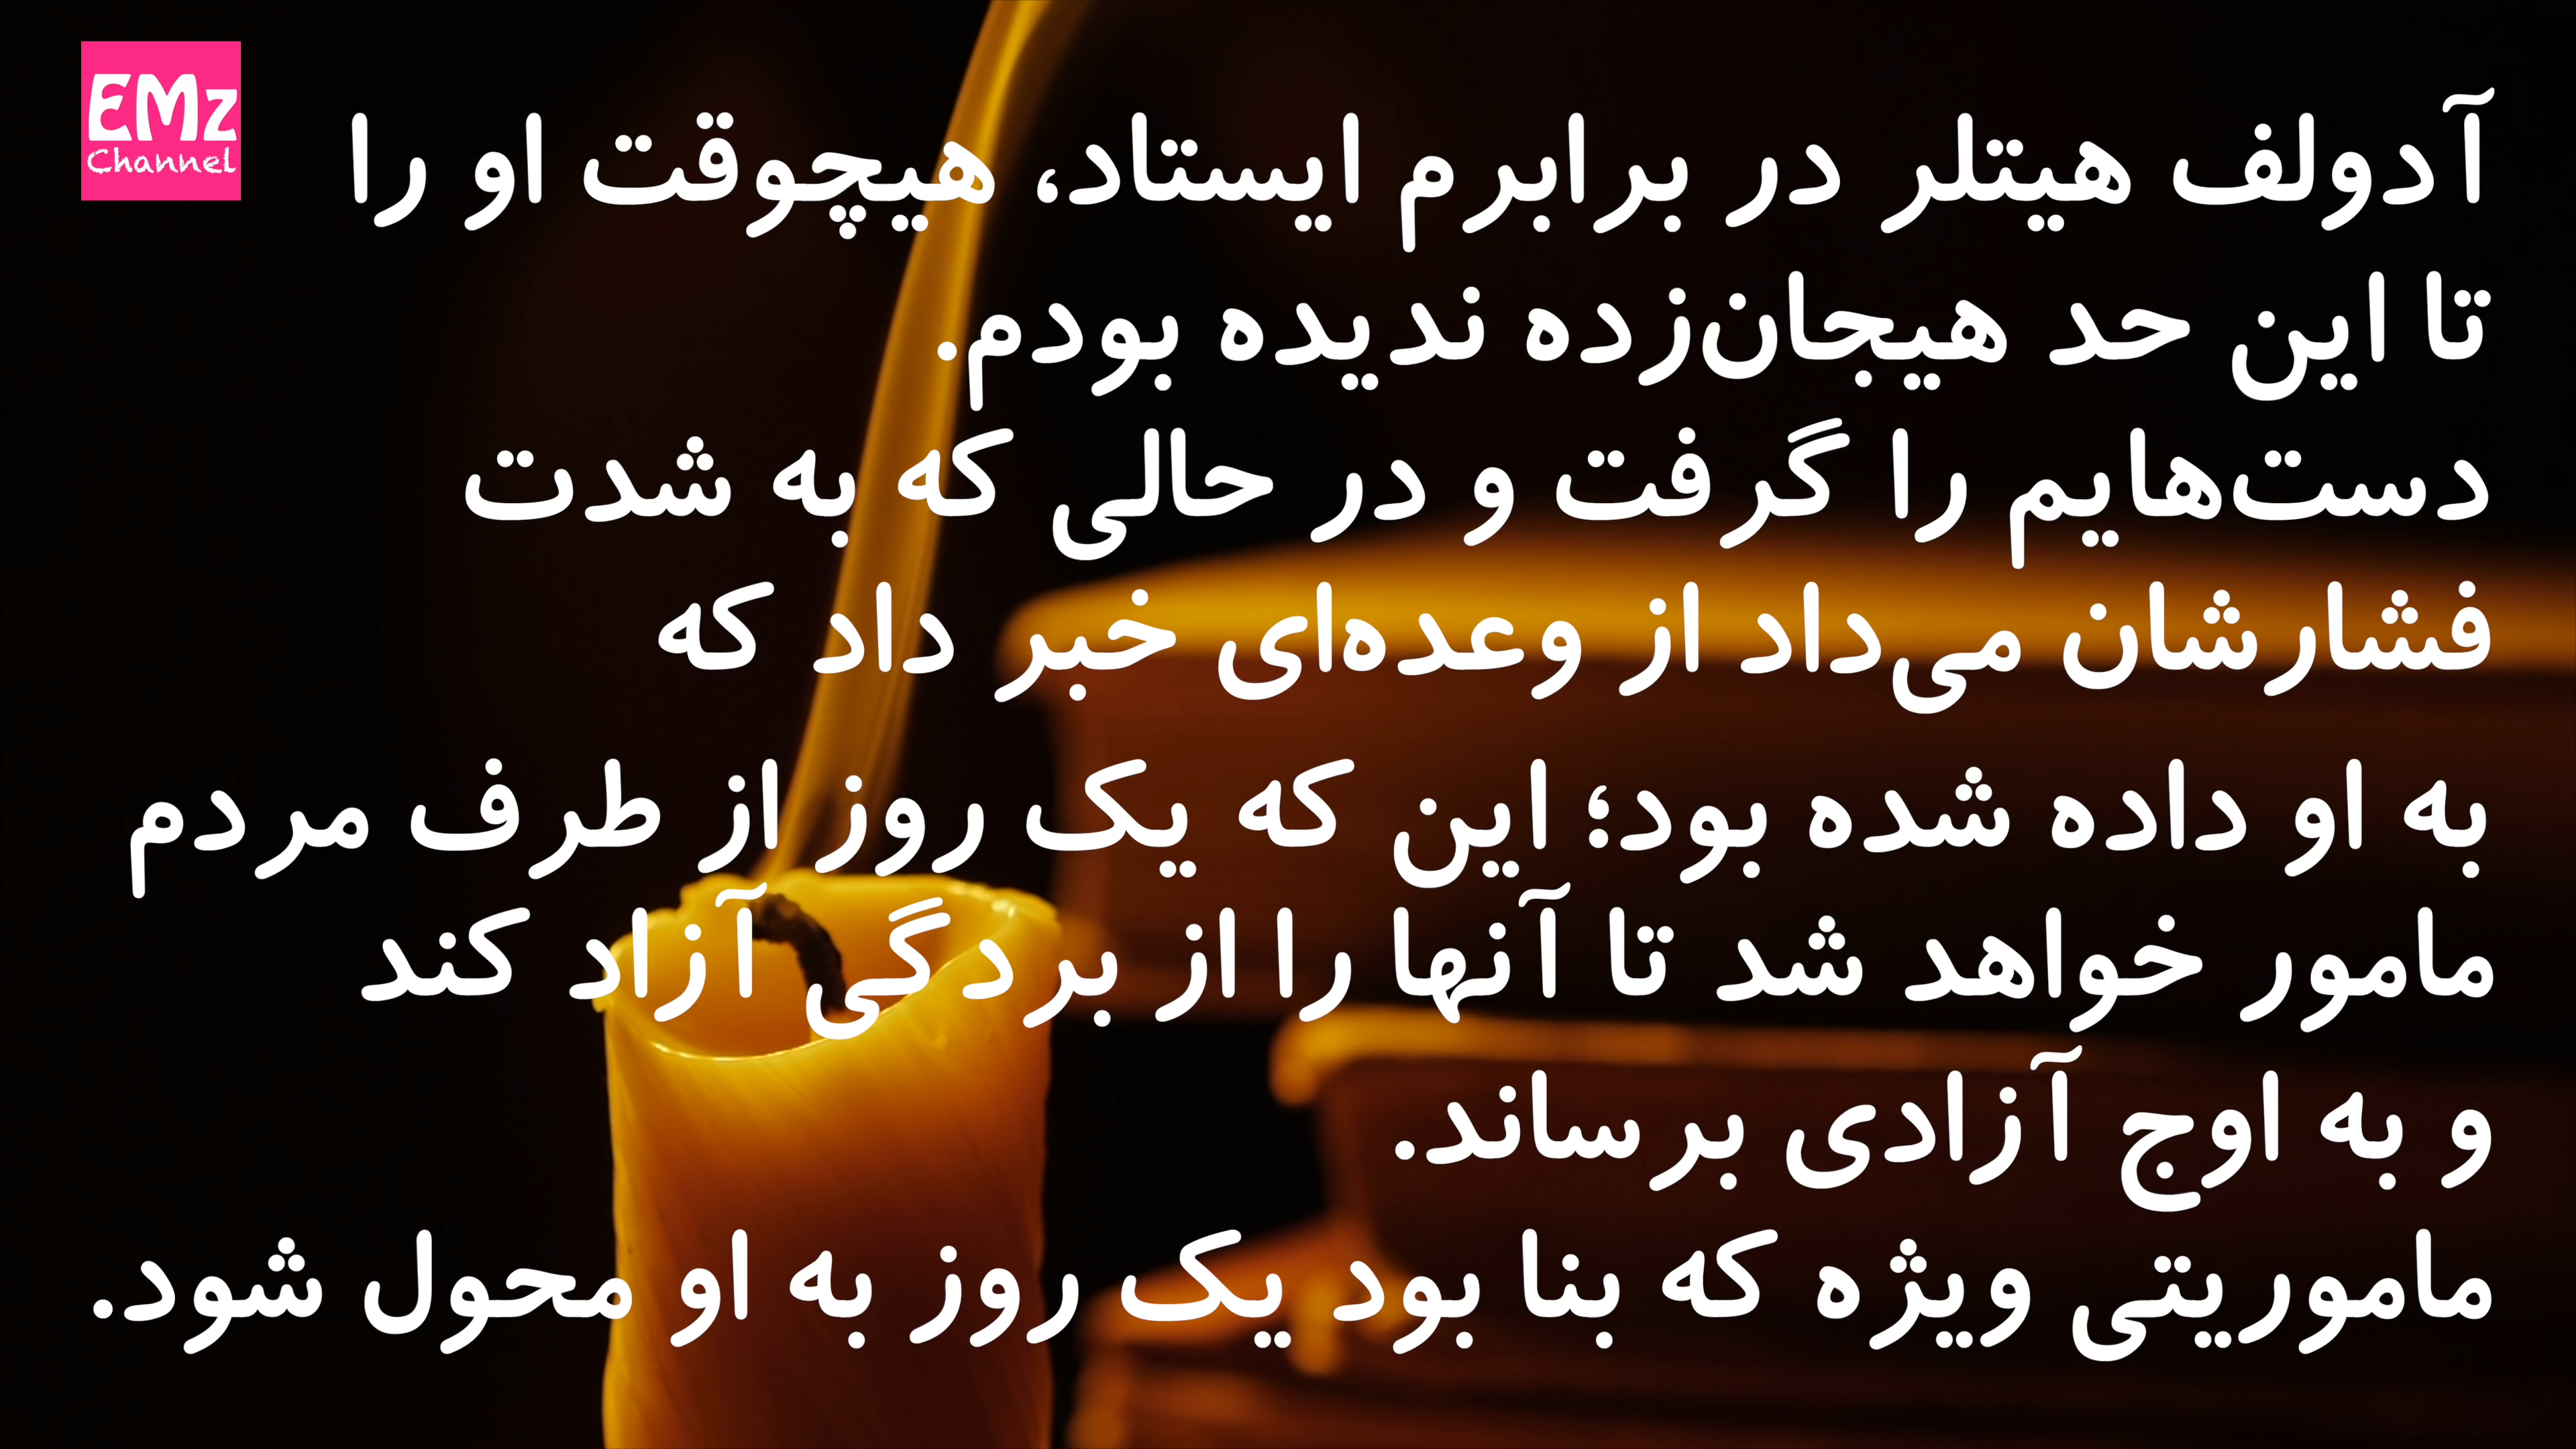 EMz
Channel
آدولف هیتلر در برابرم ایستاد، هیچوقت او را
تا این حد هیجان‌زده ندیده بودم.
دست‌هایم را گرفت و در حالی که به شدت
فشارشان می‌داد از وعده‌ای خبر داد که
به او داده شده بود؛ این که یک روز از طرف مردم
مامور خواهد شد تا آنها را از بردگی آزاد کند
و به اوج آزادی برساند.
ماموریتی ویژه که بنا بود یک روز به او محول شود.